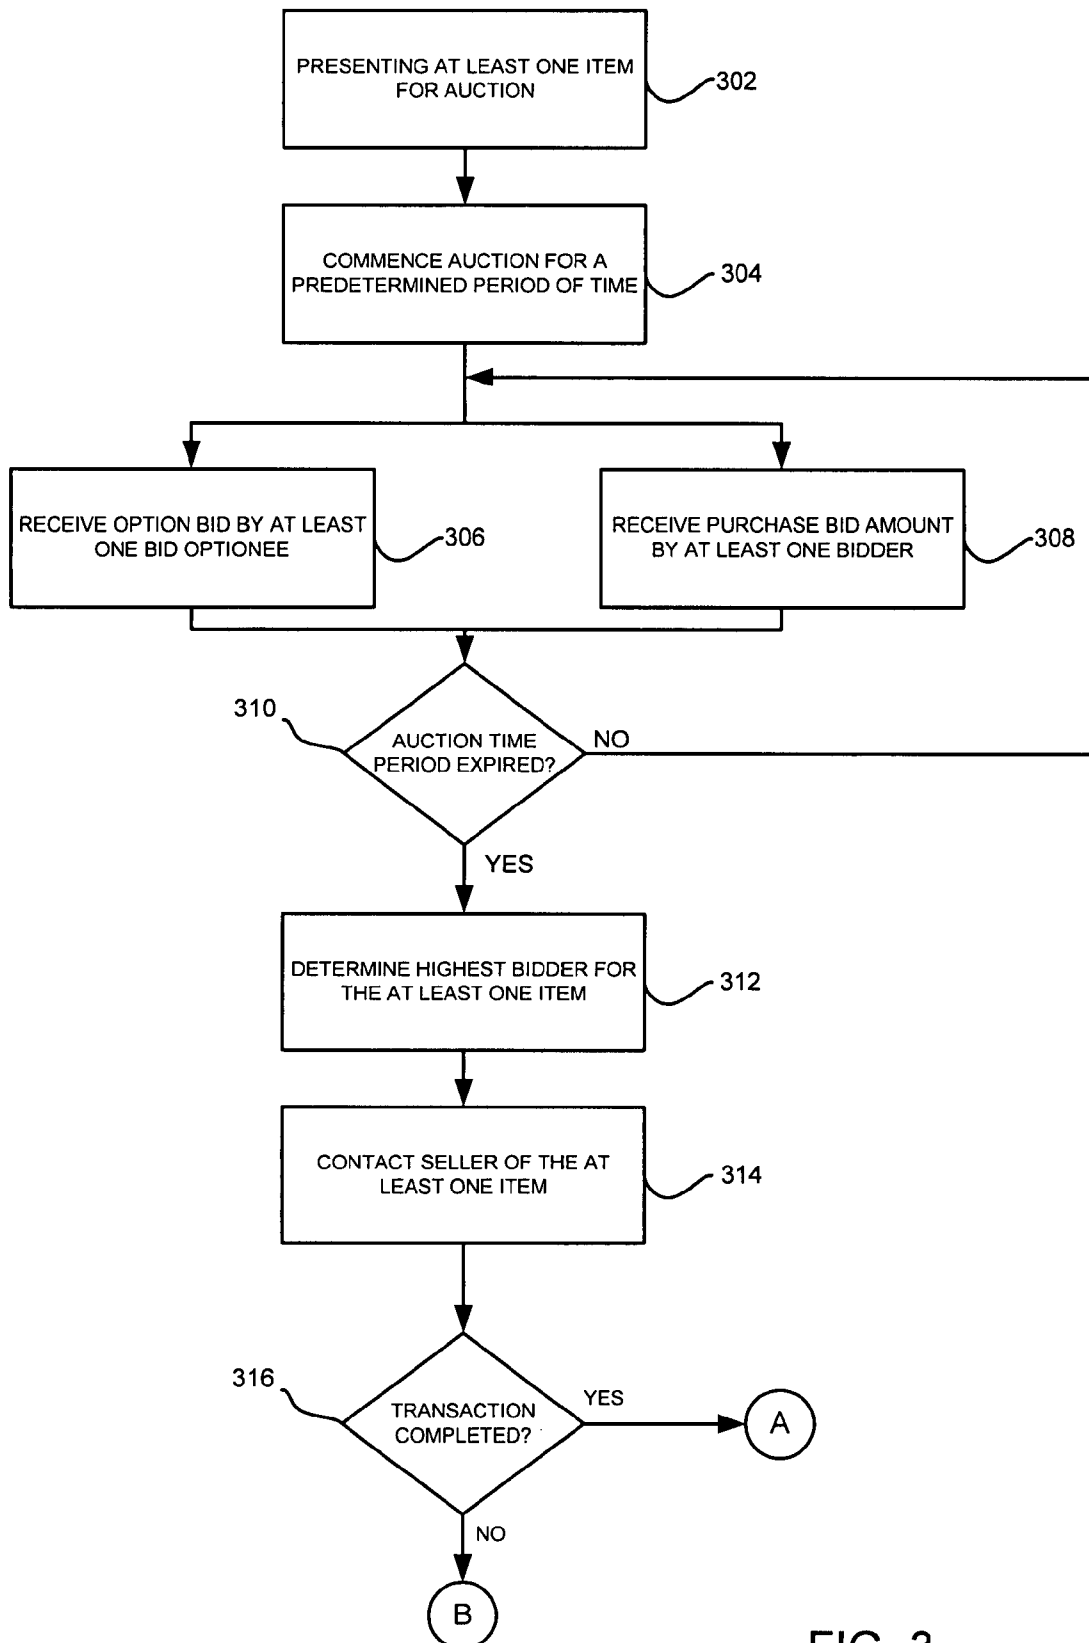 PRESENTING AT LEAST ONE ITEM
FOR AUCTION
302
COMMENCE AUCTION FOR A
PREDETERMINED PERIOD OF TIME
304
RECEIVE OPTION BID BY AT LEAST
ONE BID OPTIONEE
306
RECEIVE PURCHASE BID AMOUNT
BY AT LEAST ONE BIDDER
308
310
AUCTION TIME
PERIOD EXPIRED?
NO
YES
DETERMINE HIGHEST BIDDER FOR
THE AT LEAST ONE ITEM
312
CONTACT SELLER OF THE AT
LEAST ONE ITEM
314
316
TRANSACTION
COMPLETED?
YES
A
NO
B
FIG.